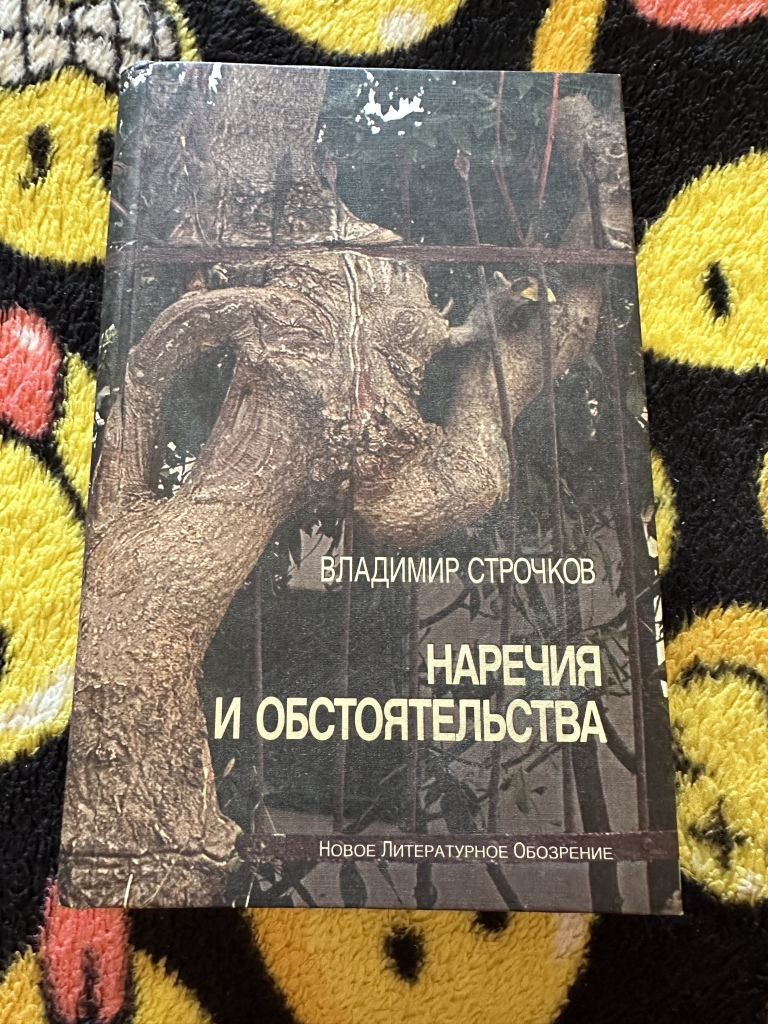 ВЛАДИМИР СТРОЧКОВ
НАРЕЧИЯ
И ОБСТОЯТЕЛЬСТВА
НОВОЕ ЛИТЕРАТУРНОЕ ОБОЗРЕНИЕ